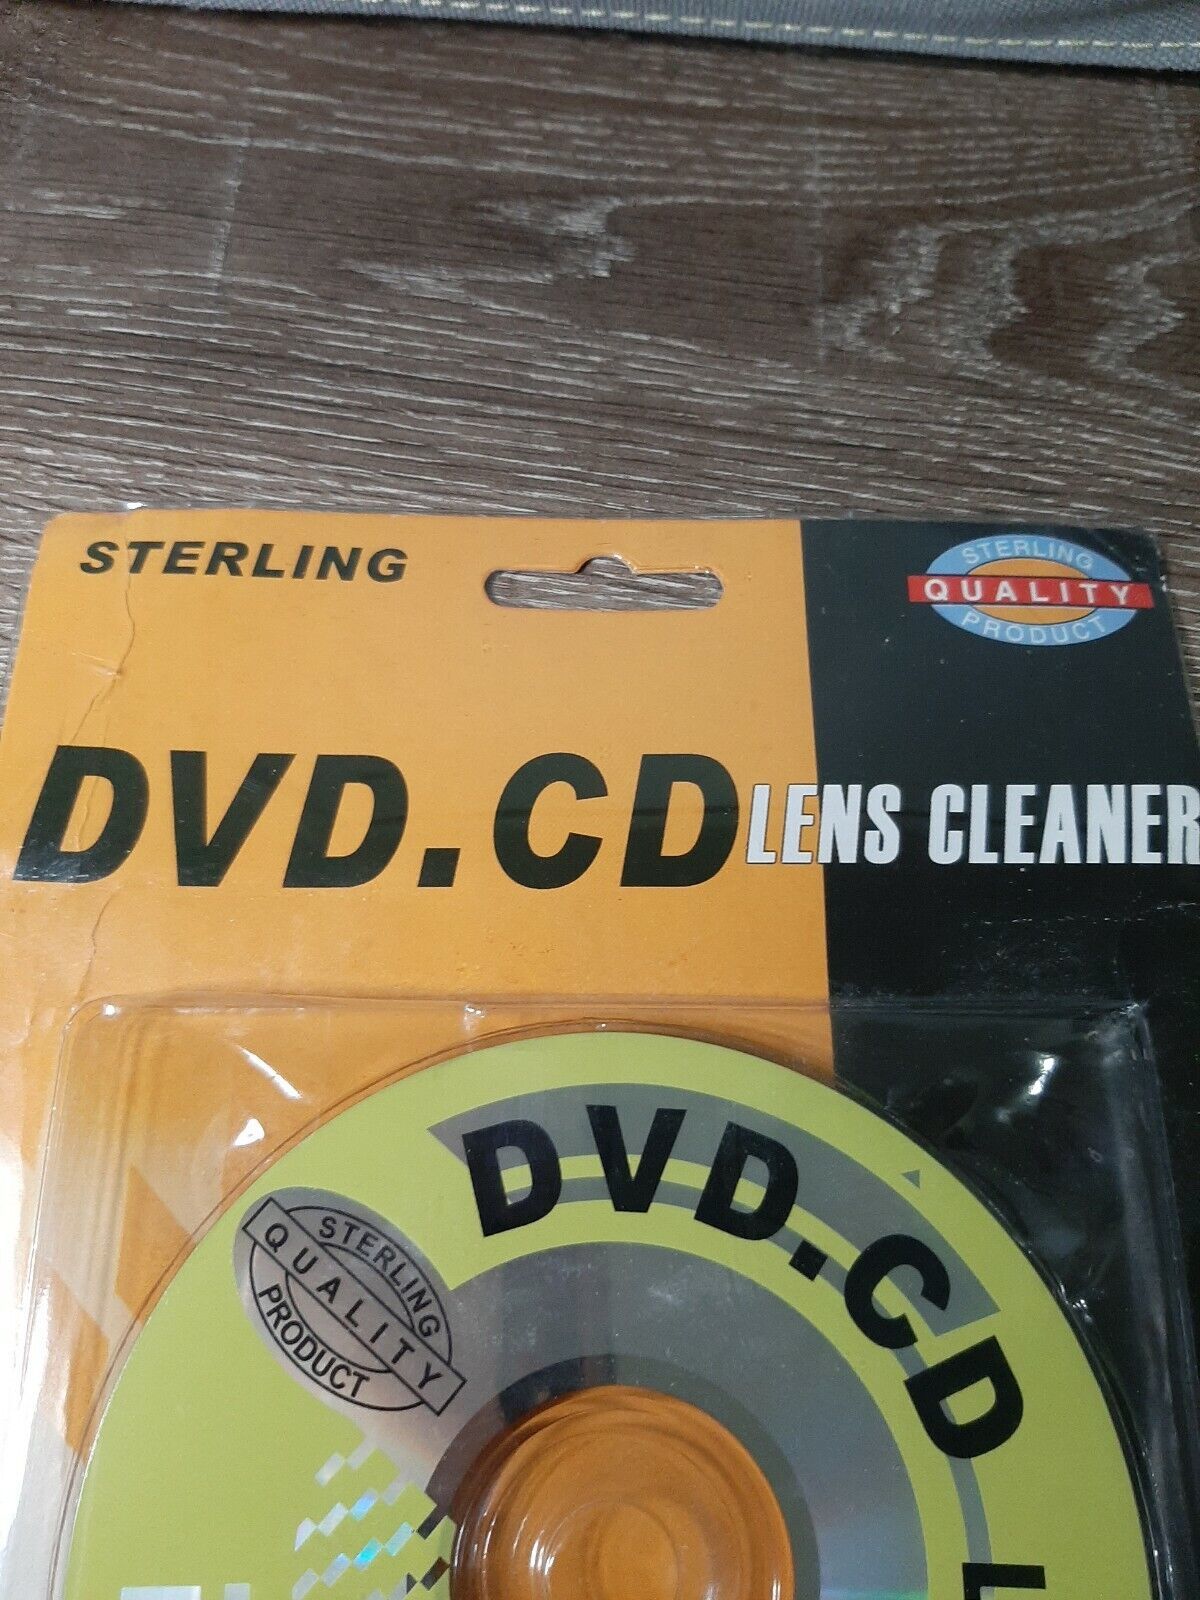 STERLING
STERLING
QUALITY
PRODUCT
DVD.CD LENS CLEANER
DVD.CD L
STERLING
QUALITY
PRODUCT